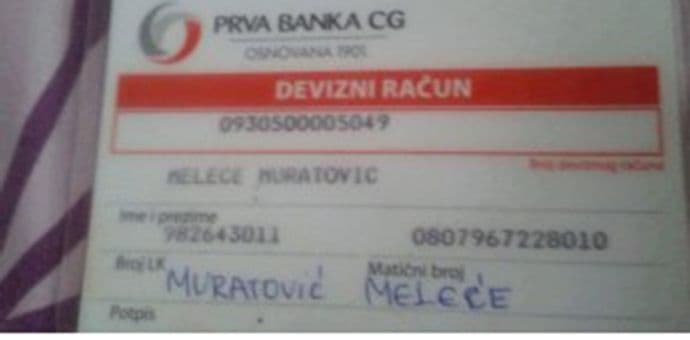 PRVA BANKA CG
OSNOVANA 1901.
DEVIZNI RAČUN
0930500005049
Broj deviznog računa
MELECE MURATOVIC
Ime i prezime
982643011 0807967228010
Broj LK Matični broj
MURATOVIĆ MELEĆE
Potpis